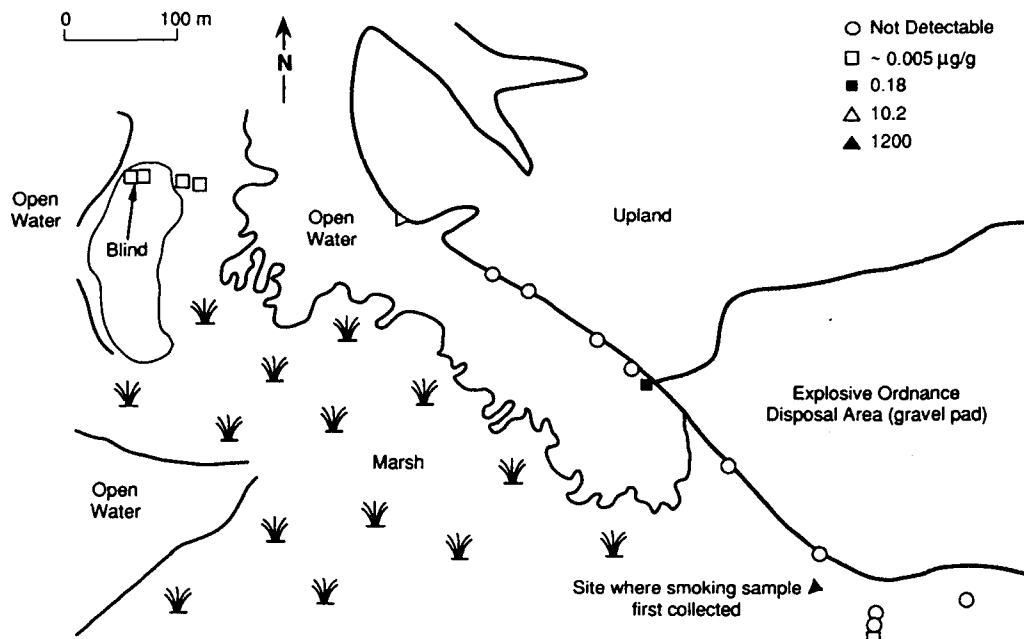 0 100 m
N
Not Detectable
~ 0.005 µg/g
0.18
10.2
1200
Open
Water
Blind
Open
Water
Upland
Explosive Ordnance
Disposal Area (gravel pad)
Marsh
Open
Water
Site where smoking sample
first collected